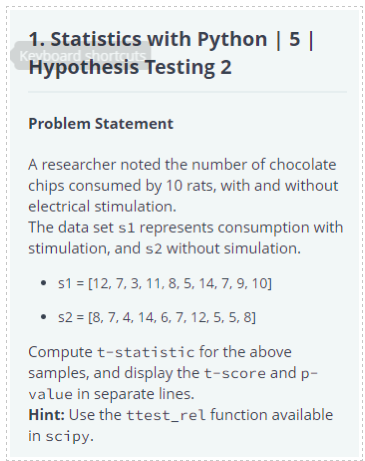 1. Statistics with Python | 5 |
Keyboard shortcuts
Hypothesis Testing 2
Problem Statement
A researcher noted the number of chocolate
chips consumed by 10 rats, with and without
electrical stimulation.
The data set s1 represents consumption with
stimulation, and s2 without simulation.
• s1 = [12, 7, 3, 11, 8, 5, 14, 7, 9, 10]
• s2 = [8, 7, 4, 14, 6, 7, 12, 5, 5, 8]
Compute t-statistic for the above
samples, and display the t-score and p-
value in separate lines.
Hint: Use the ttest_rel function available
in scipy.